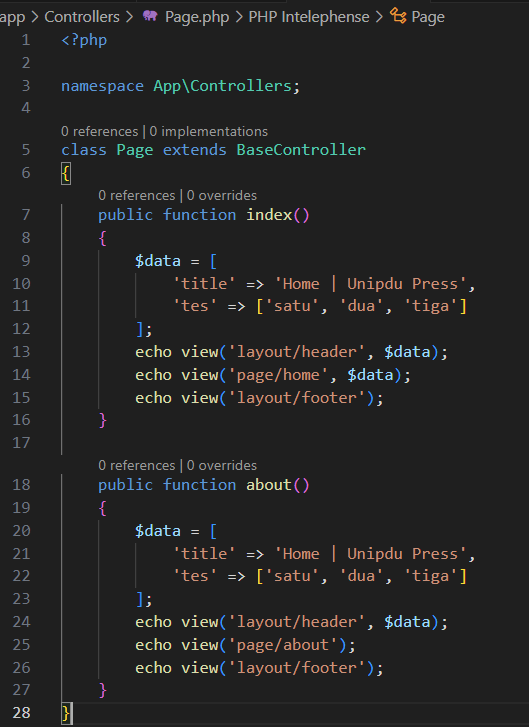 app > Controllers > Page.php > PHP Intelephense > Page
1 <?php
2
3 namespace App\Controllers;
4
0 references | 0 implementations
5 class Page extends BaseController
6 {
0 references | 0 overrides
7     public function index()
8     {
9         $data = [
10             'title' => 'Home | Unipdu Press',
11             'tes' => ['satu', 'dua', 'tiga']
12         ];
13         echo view('layout/header', $data);
14         echo view('page/home', $data);
15         echo view('layout/footer');
16     }
17
0 references | 0 overrides
18     public function about()
19     {
20         $data = [
21             'title' => 'Home | Unipdu Press',
22             'tes' => ['satu', 'dua', 'tiga']
23         ];
24         echo view('layout/header', $data);
25         echo view('page/about');
26         echo view('layout/footer');
27     }
28 }